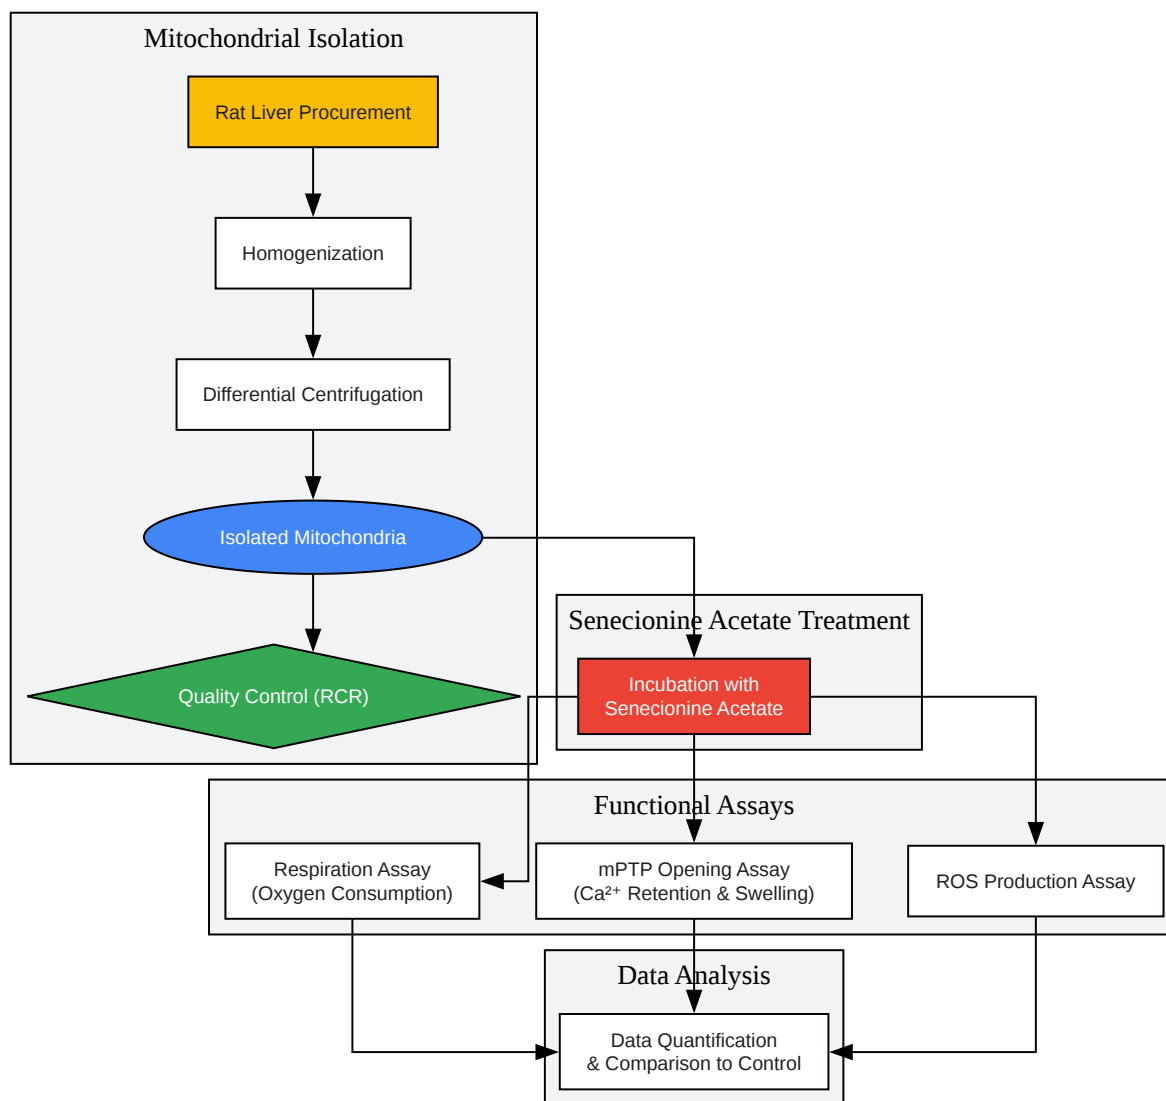 Mitochondrial Isolation
Rat Liver Procurement
Homogenization
Differential Centrifugation
Isolated Mitochondria
Quality Control (RCR)
Senecionine Acetate Treatment
Incubation with
Senecionine Acetate
Functional Assays
Respiration Assay
(Oxygen Consumption)
mPTP Opening Assay
(Ca²⁺ Retention & Swelling)
ROS Production Assay
Data Analysis
Data Quantification
& Comparison to Control